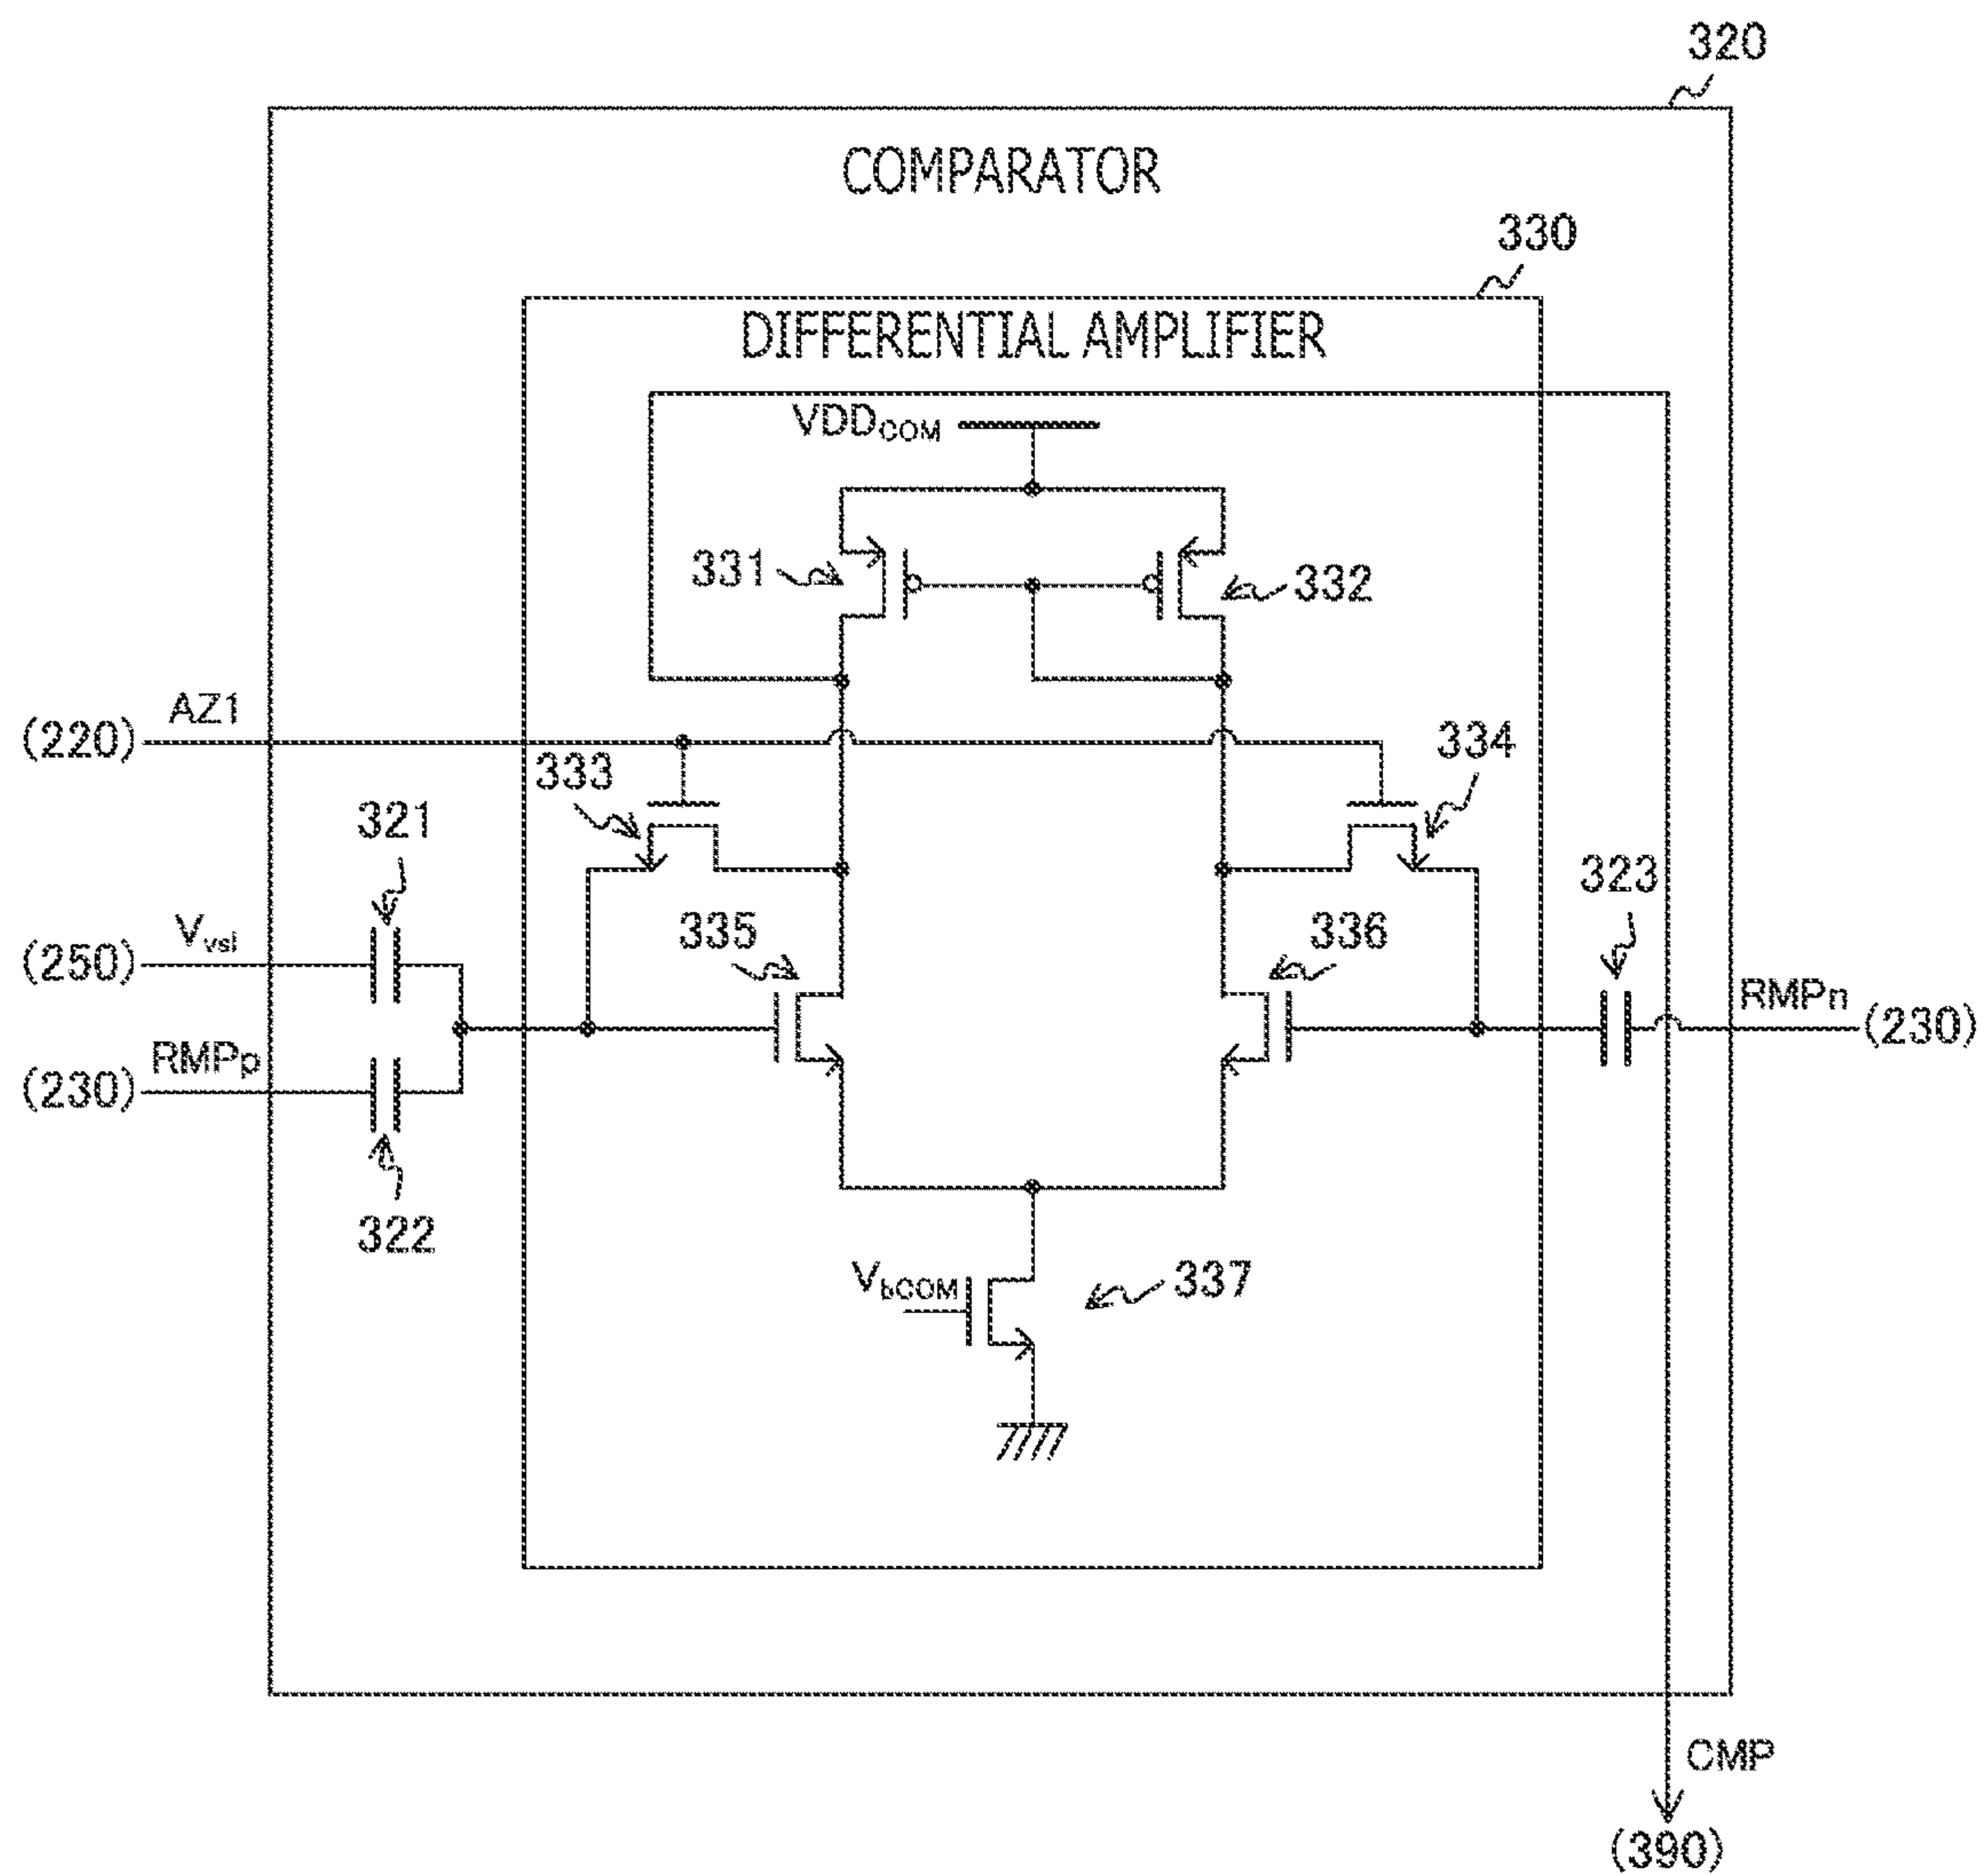 320
COMPARATOR
330
DIFFERENTIAL AMPLIFIER
VDDCOM
331
332
AZ1
(220)
333
334
321
323
Vvsl
(250)
335
336
RMPn
(230)
RMPp
(230)
322
VbCOM
337
CMP
(390)